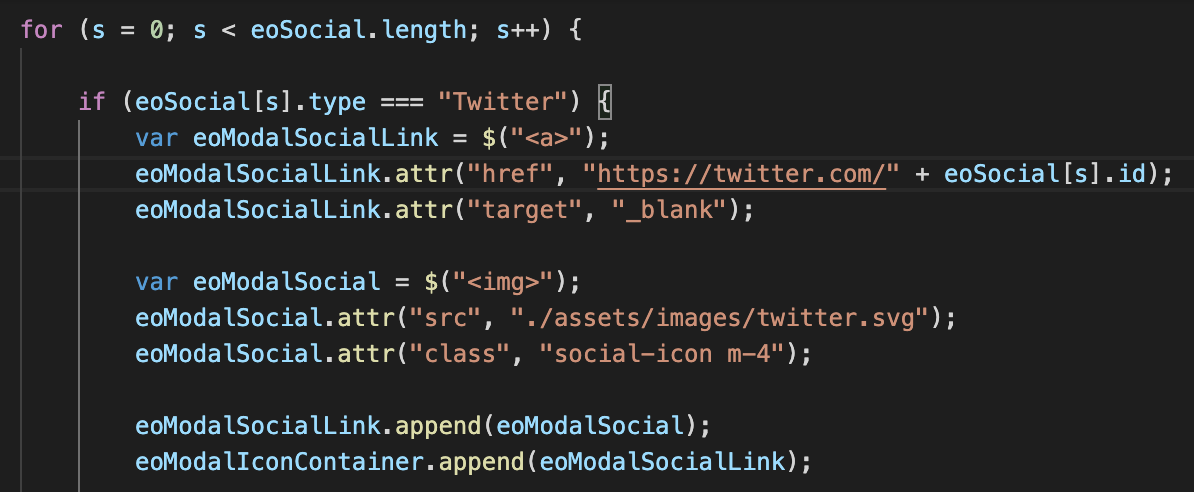 for (s = 0; s < eoSocial.length; s++) {
if (eoSocial[s].type === "Twitter") {
var eoModalSocialLink = $("<a>");
eoModalSocialLink.attr("href", "https://twitter.com/" + eoSocial[s].id);
eoModalSocialLink.attr("target", "_blank");
var eoModalSocial = $("<img>");
eoModalSocial.attr("src", "./assets/images/twitter.svg");
eoModalSocial.attr("class", "social-icon m-4");
eoModalSocialLink.append(eoModalSocial);
eoModalIconContainer.append(eoModalSocialLink);